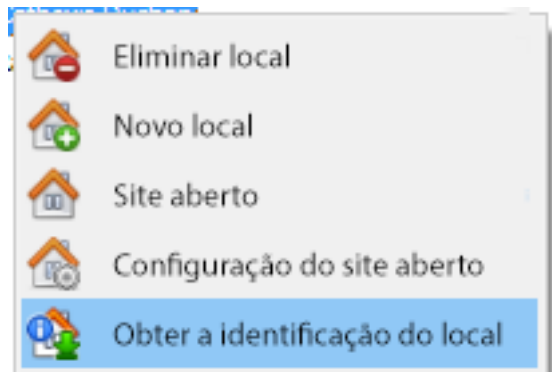 Eliminar local
Novo local
Site aberto
Configuração do site aberto
Obter a identificação do local